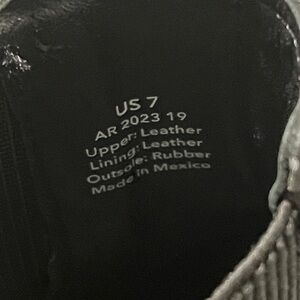 US 7
AR 2023 19
Upper: Leather
Lining: Leather
Outsole: Rubber
Made in Mexico